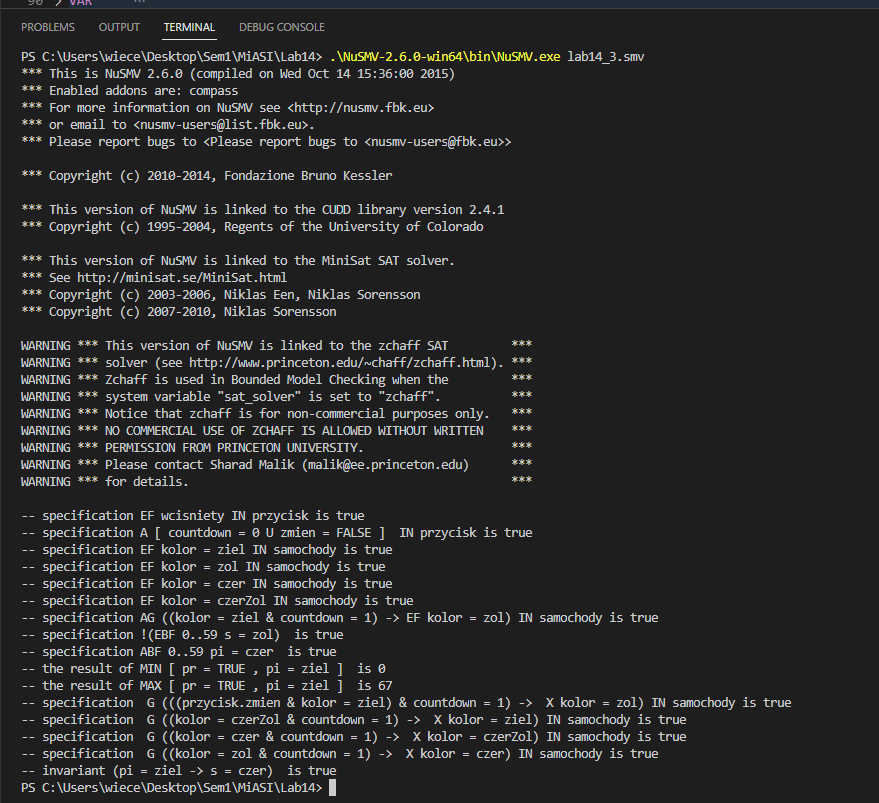 90 > VAR ...
PROBLEMS OUTPUT TERMINAL DEBUG CONSOLE
PS C:\Users\wiece\Desktop\Sem1\MiASI\Lab14> .\NuSMV-2.6.0-win64\bin\NuSMV.exe lab14_3.smv
*** This is NuSMV 2.6.0 (compiled on Wed Oct 14 15:36:00 2015)
*** Enabled addons are: compass
*** For more information on NuSMV see <http://nusmv.fbk.eu>
*** or email to <nusmv-users@list.fbk.eu>.
*** Please report bugs to <Please report bugs to <nusmv-users@fbk.eu>>
*** Copyright (c) 2010-2014, Fondazione Bruno Kessler
*** This version of NuSMV is linked to the CUDD library version 2.4.1
*** Copyright (c) 1995-2004, Regents of the University of Colorado
*** This version of NuSMV is linked to the MiniSat SAT solver.
*** See http://minisat.se/MiniSat.html
*** Copyright (c) 2003-2006, Niklas Een, Niklas Sorensson
*** Copyright (c) 2007-2010, Niklas Sorensson
WARNING *** This version of NuSMV is linked to the zchaff SAT ***
WARNING *** solver (see http://www.princeton.edu/~chaff/zchaff.html). ***
WARNING *** Zchaff is used in Bounded Model Checking when the ***
WARNING *** system variable "sat_solver" is set to "zchaff". ***
WARNING *** Notice that zchaff is for non-commercial purposes only. ***
WARNING *** NO COMMERCIAL USE OF ZCHAFF IS ALLOWED WITHOUT WRITTEN ***
WARNING *** PERMISSION FROM PRINCETON UNIVERSITY. ***
WARNING *** Please contact Sharad Malik (malik@ee.princeton.edu) ***
WARNING *** for details. ***
-- specification EF wcisniety IN przycisk is true
-- specification A [ countdown = 0 U zmien = FALSE ]  IN przycisk is true
-- specification EF kolor = ziel IN samochody is true
-- specification EF kolor = zol IN samochody is true
-- specification EF kolor = czer IN samochody is true
-- specification EF kolor = czerZol IN samochody is true
-- specification AG ((kolor = ziel & countdown = 1) -> EF kolor = zol) IN samochody is true
-- specification !(EBF 0..59 s = zol)  is true
-- specification ABF 0..59 pi = czer  is true
-- the result of MIN [ pr = TRUE , pi = ziel ]  is 0
-- the result of MAX [ pr = TRUE , pi = ziel ]  is 67
-- specification  G (((przycisk.zmien & kolor = ziel) & countdown = 1) ->  X kolor = zol) IN samochody is true
-- specification  G ((kolor = czerZol & countdown = 1) ->  X kolor = ziel) IN samochody is true
-- specification  G ((kolor = czer & countdown = 1) ->  X kolor = czerZol) IN samochody is true
-- specification  G ((kolor = zol & countdown = 1) ->  X kolor = czer) IN samochody is true
-- invariant (pi = ziel -> s = czer)  is true
PS C:\Users\wiece\Desktop\Sem1\MiASI\Lab14>